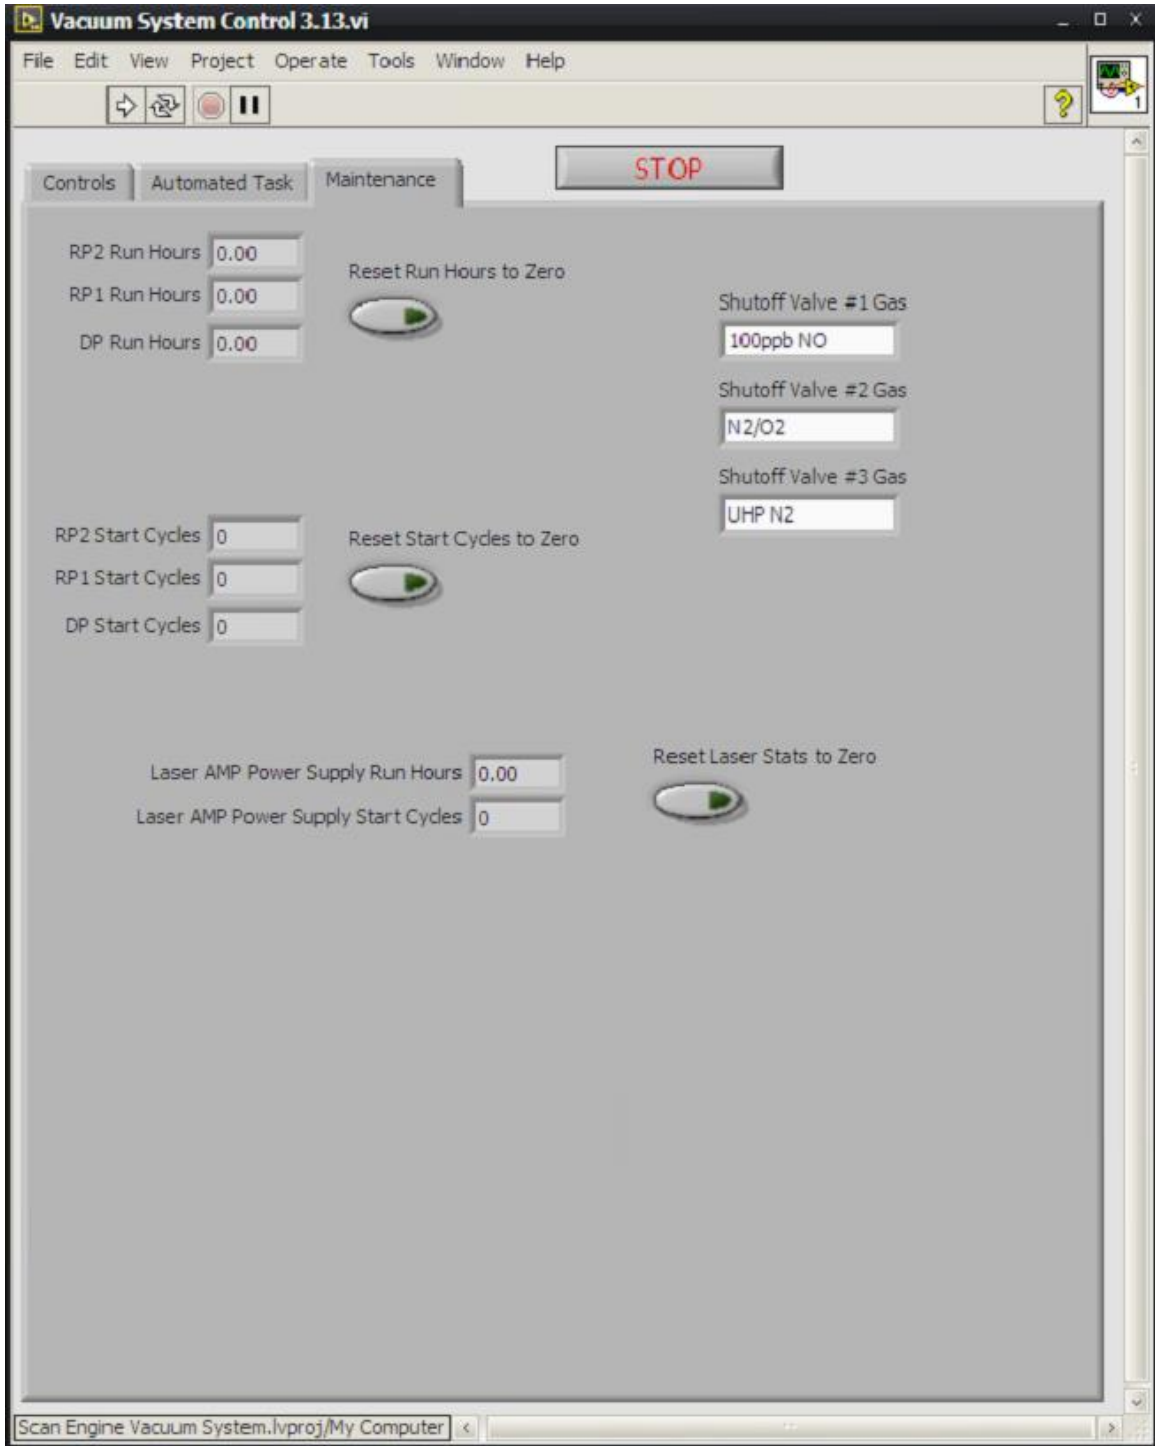 Vacuum System Control 3.13.vi
File Edit View Project Operate Tools Window Help
1
STOP
Controls Automated Task Maintenance
RP2 Run Hours 0.00
RP1 Run Hours 0.00
DP Run Hours 0.00
Reset Run Hours to Zero
Shutoff Valve #1 Gas
100ppb NO
Shutoff Valve #2 Gas
N2/O2
Shutoff Valve #3 Gas
UHP N2
RP2 Start Cycles 0
RP1 Start Cycles 0
DP Start Cycles 0
Reset Start Cycles to Zero
Laser AMP Power Supply Run Hours 0.00
Laser AMP Power Supply Start Cycles 0
Reset Laser Stats to Zero
Scan Engine Vacuum System.lvproj/My Computer